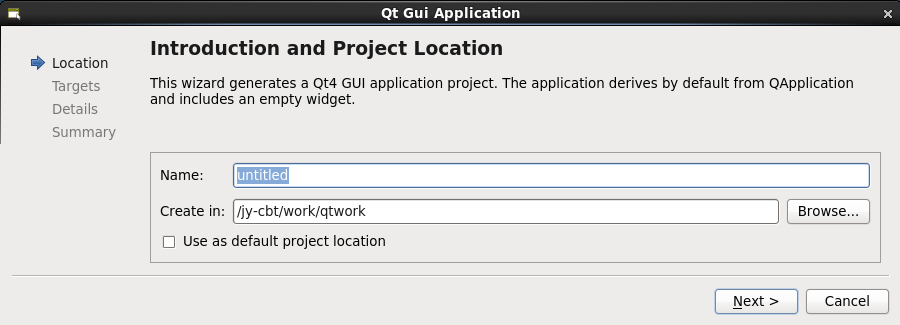 Qt Gui Application
Introduction and Project Location
Location
Targets
Details
Summary
This wizard generates a Qt4 GUI application project. The application derives by default from QApplication
and includes an empty widget.
Name: untitled
Create in: /jy-cbt/work/qtwork Browse...
Use as default project location
Next > Cancel